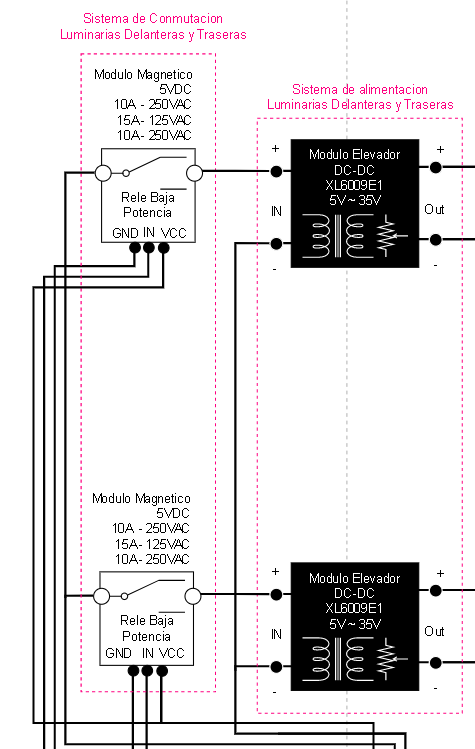 Sistema de Conmutacion
Luminarias Delanteras y Traseras
Sistema de alimentacion
Luminarias Delanteras y Traseras
Modulo Magnetico
5VDC
10A - 250VAC
15A- 125VAC
10A- 250VAC
Rele Baja
Potencia
GND IN VCC
+
IN
-
Modulo Elevador
DC-DC
XL6009E1
5V ~ 35V
+
Out
-
Modulo Magnetico
5VDC
10A - 250VAC
15A- 125VAC
10A- 250VAC
Rele Baja
Potencia
GND IN VCC
+
IN
-
Modulo Elevador
DC-DC
XL6009E1
5V ~ 35V
+
Out
-